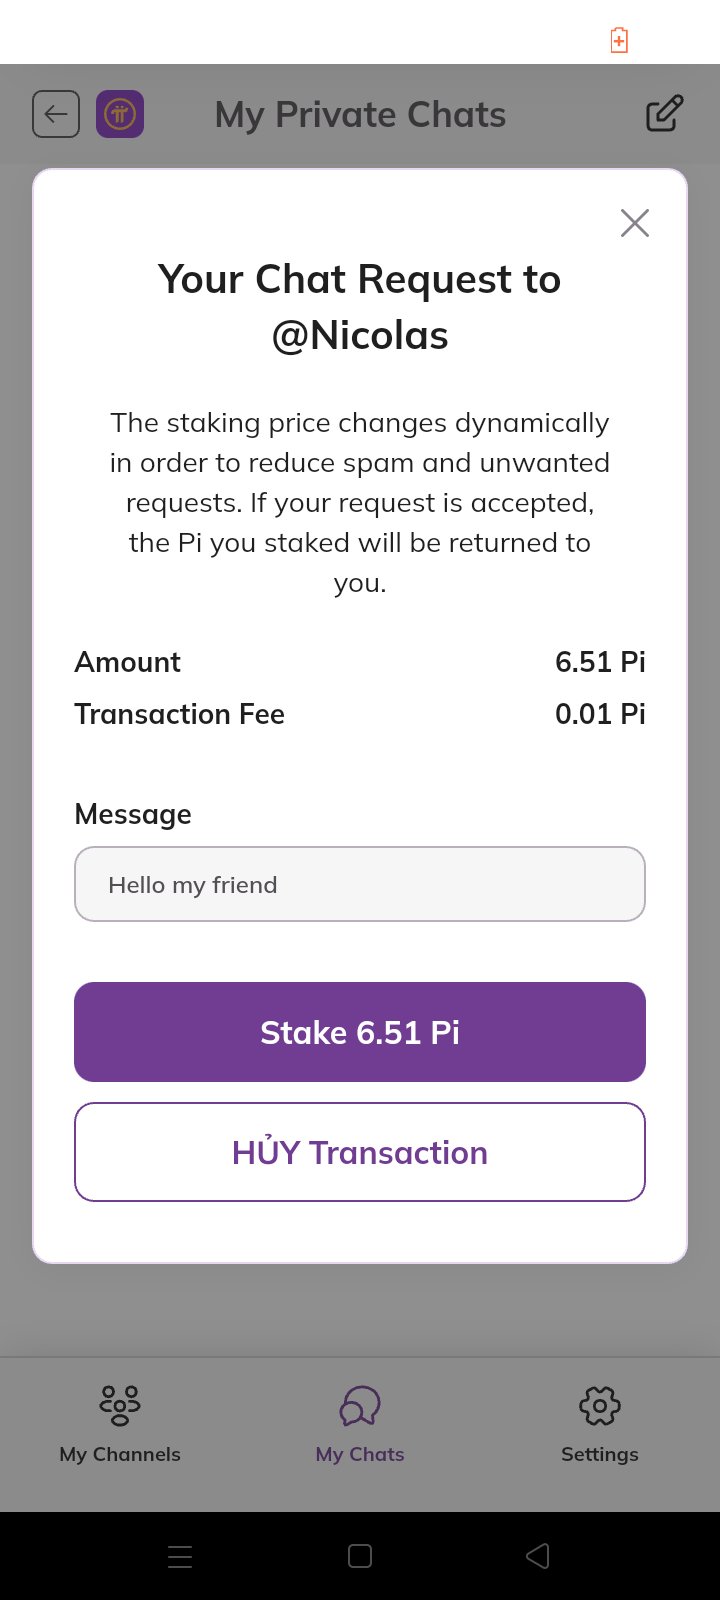 My Private Chats
Your Chat Request to
@Nicolas
The staking price changes dynamically
in order to reduce spam and unwanted
requests. If your request is accepted,
the Pi you staked will be returned to
you.
Amount 6.51 Pi
Transaction Fee 0.01 Pi
Message
Hello my friend
Stake 6.51 Pi
HỦY Transaction
My Channels My Chats Settings